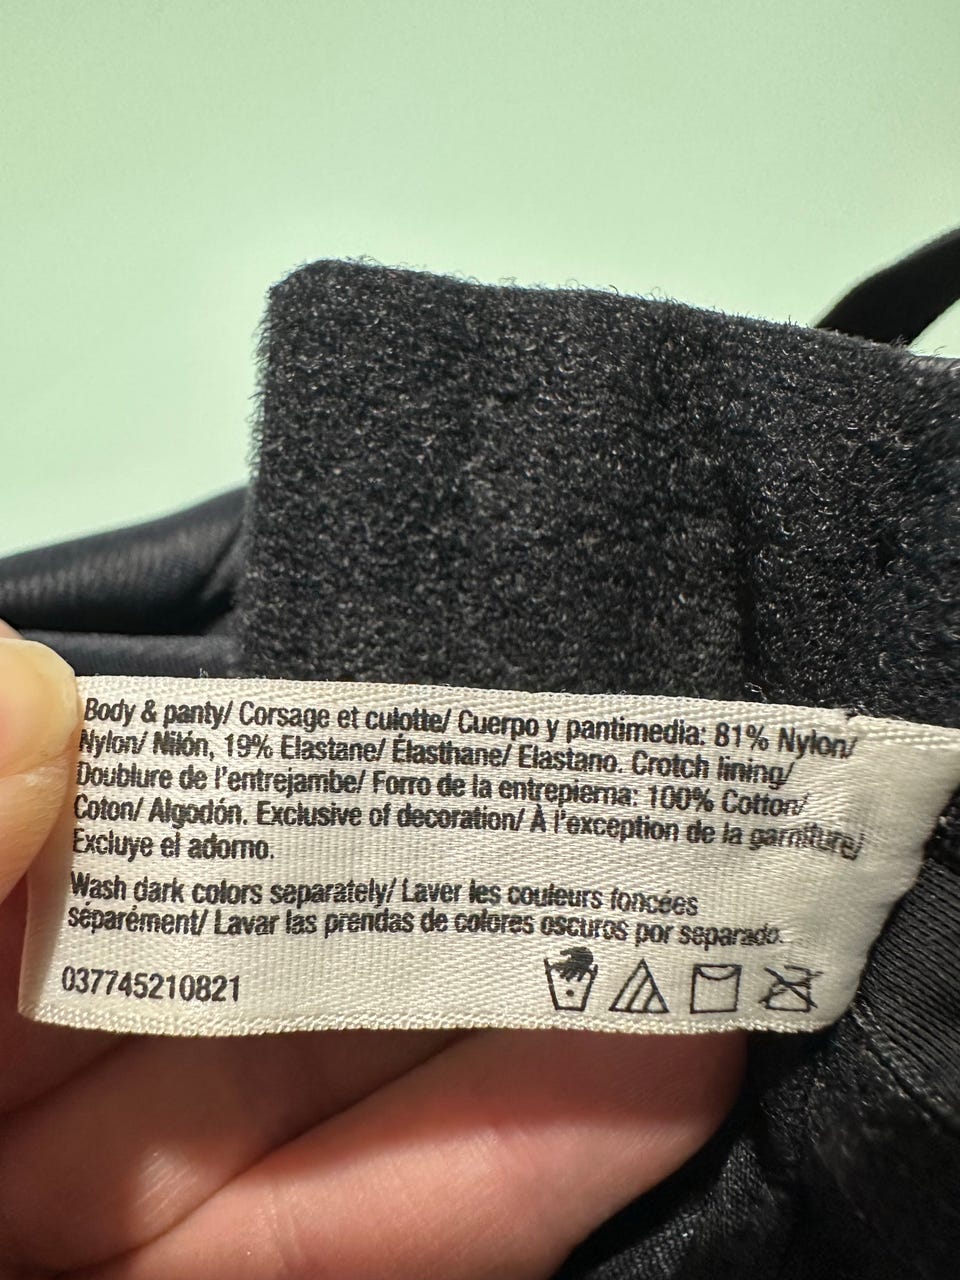 Body & panty/ Corsage et culotte/ Cuerpo y pantimedia: 81% Nylon/
Nylon/ Nilón, 19% Elastane/ Élasthane/ Elastano. Crotch lining/
Doublure de l'entrejambe/ Forro de la entrepierna: 100% Cotton/
Coton/ Algodón. Exclusive of decoration/ À l'exception de la garniture/
Excluye el adorno.
Wash dark colors separately/ Laver les couleurs foncées
séparément/ Lavar las prendas de colores oscuros por separado.
037745210821